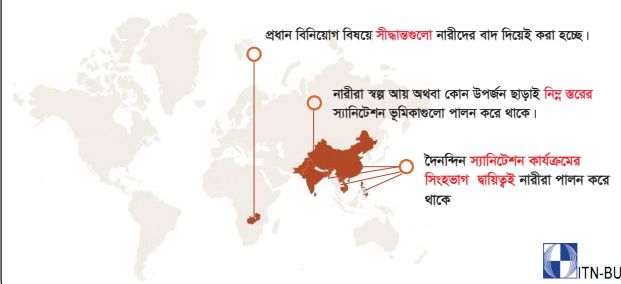 প্রধান বিনিয়োগ বিষয়ে সীদ্ধান্তগুলো নারীদের বাদ দিয়েই করা হচ্ছে।
নারীরা স্বল্প আয় অথবা কোন উপর্জন ছাড়াই নিম্ন স্তরের
স্যানিটেশন ভূমিকাগুলো পালন করে থাকে।
দৈনন্দিন স্যানিটেশন কার্যক্রমের
সিংহভাগ দ্বায়িত্বই নারীরা পালন করে
থাকে
ITN-BU